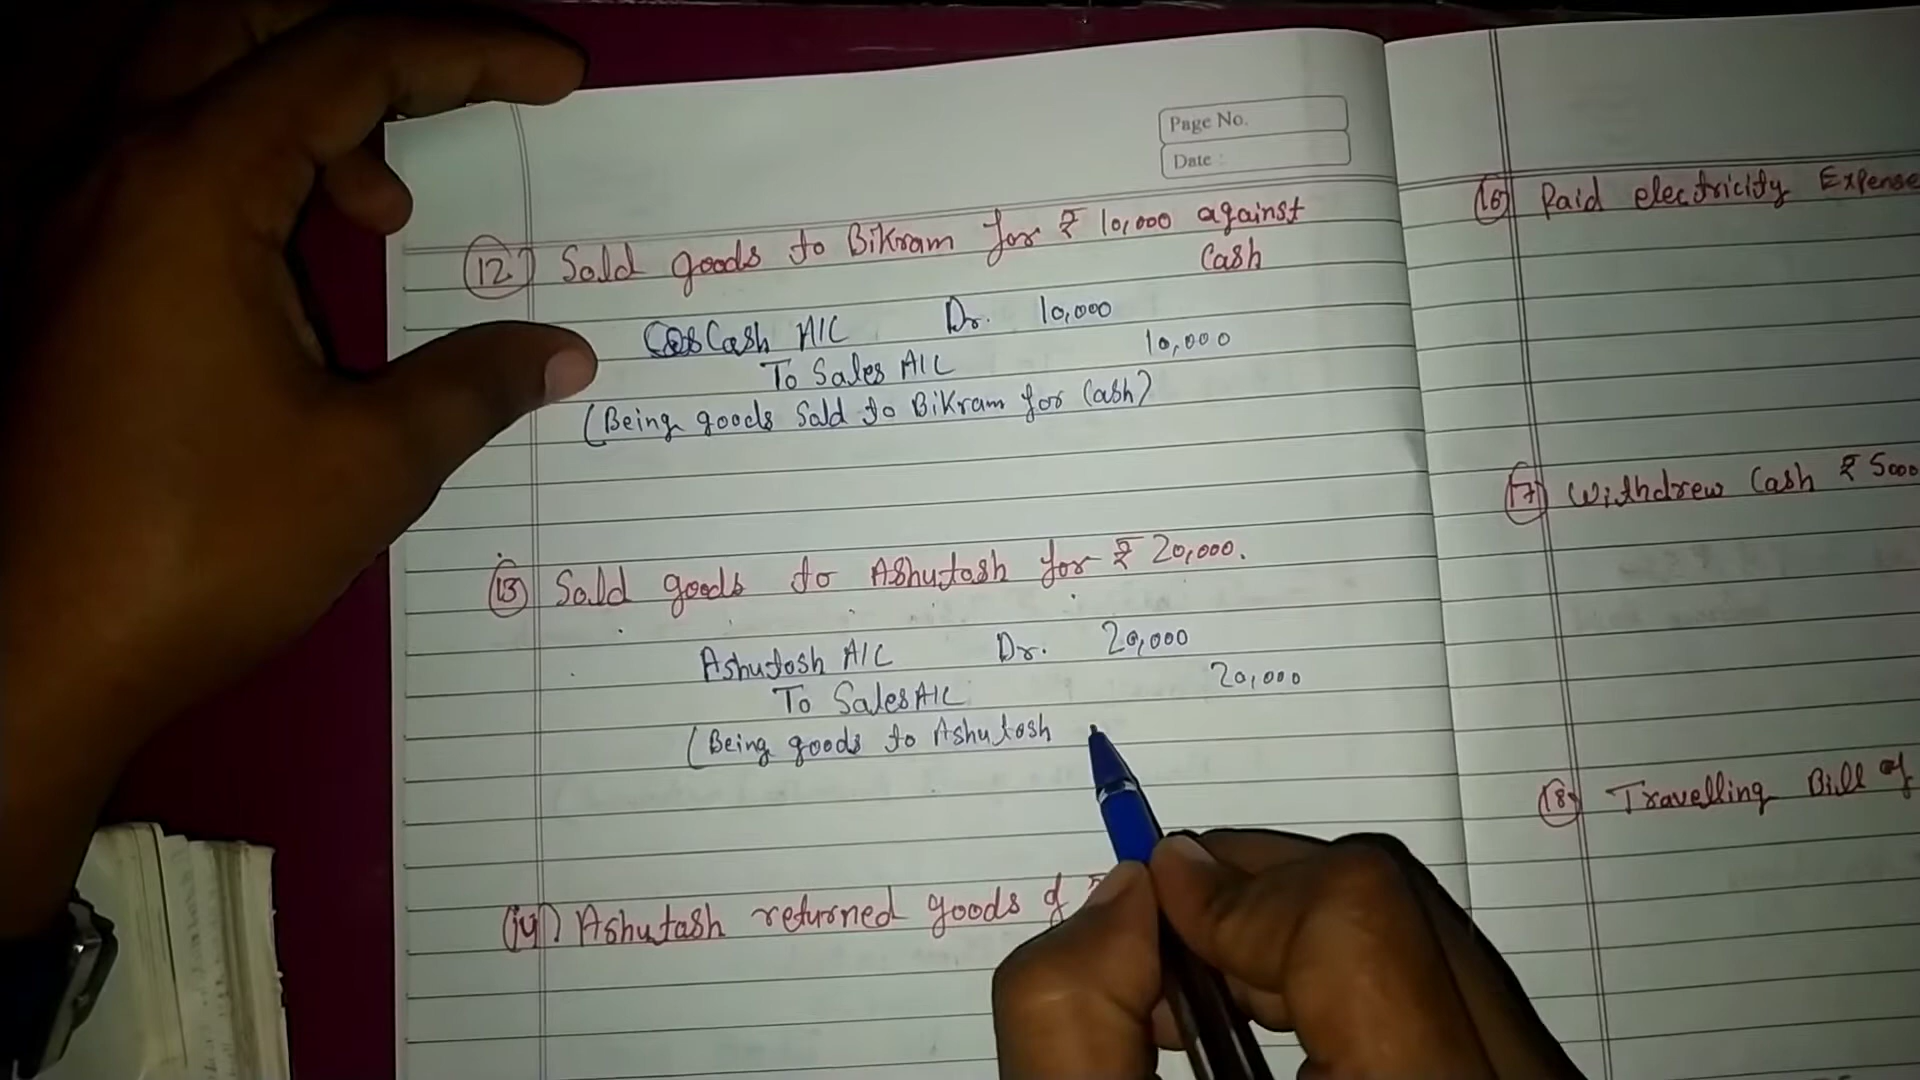 Page No.
Date :
12 Sold goods to Bikram for ₹ 10,000 against
Cash
Cash A/C Dr. 10,000
To Sales A/C 10,000
(Being goods Sold to Bikram for Cash)
13 Sold goods to Ashutosh for ₹ 20,000.
Ashutosh A/C Dr. 20,000
To Sales A/C 20,000
(Being goods to Ashutosh
14) Ashutosh returned goods of ₹
16 Paid electricity Expense
17 Withdrew Cash ₹ 5000
18 Travelling Bill of